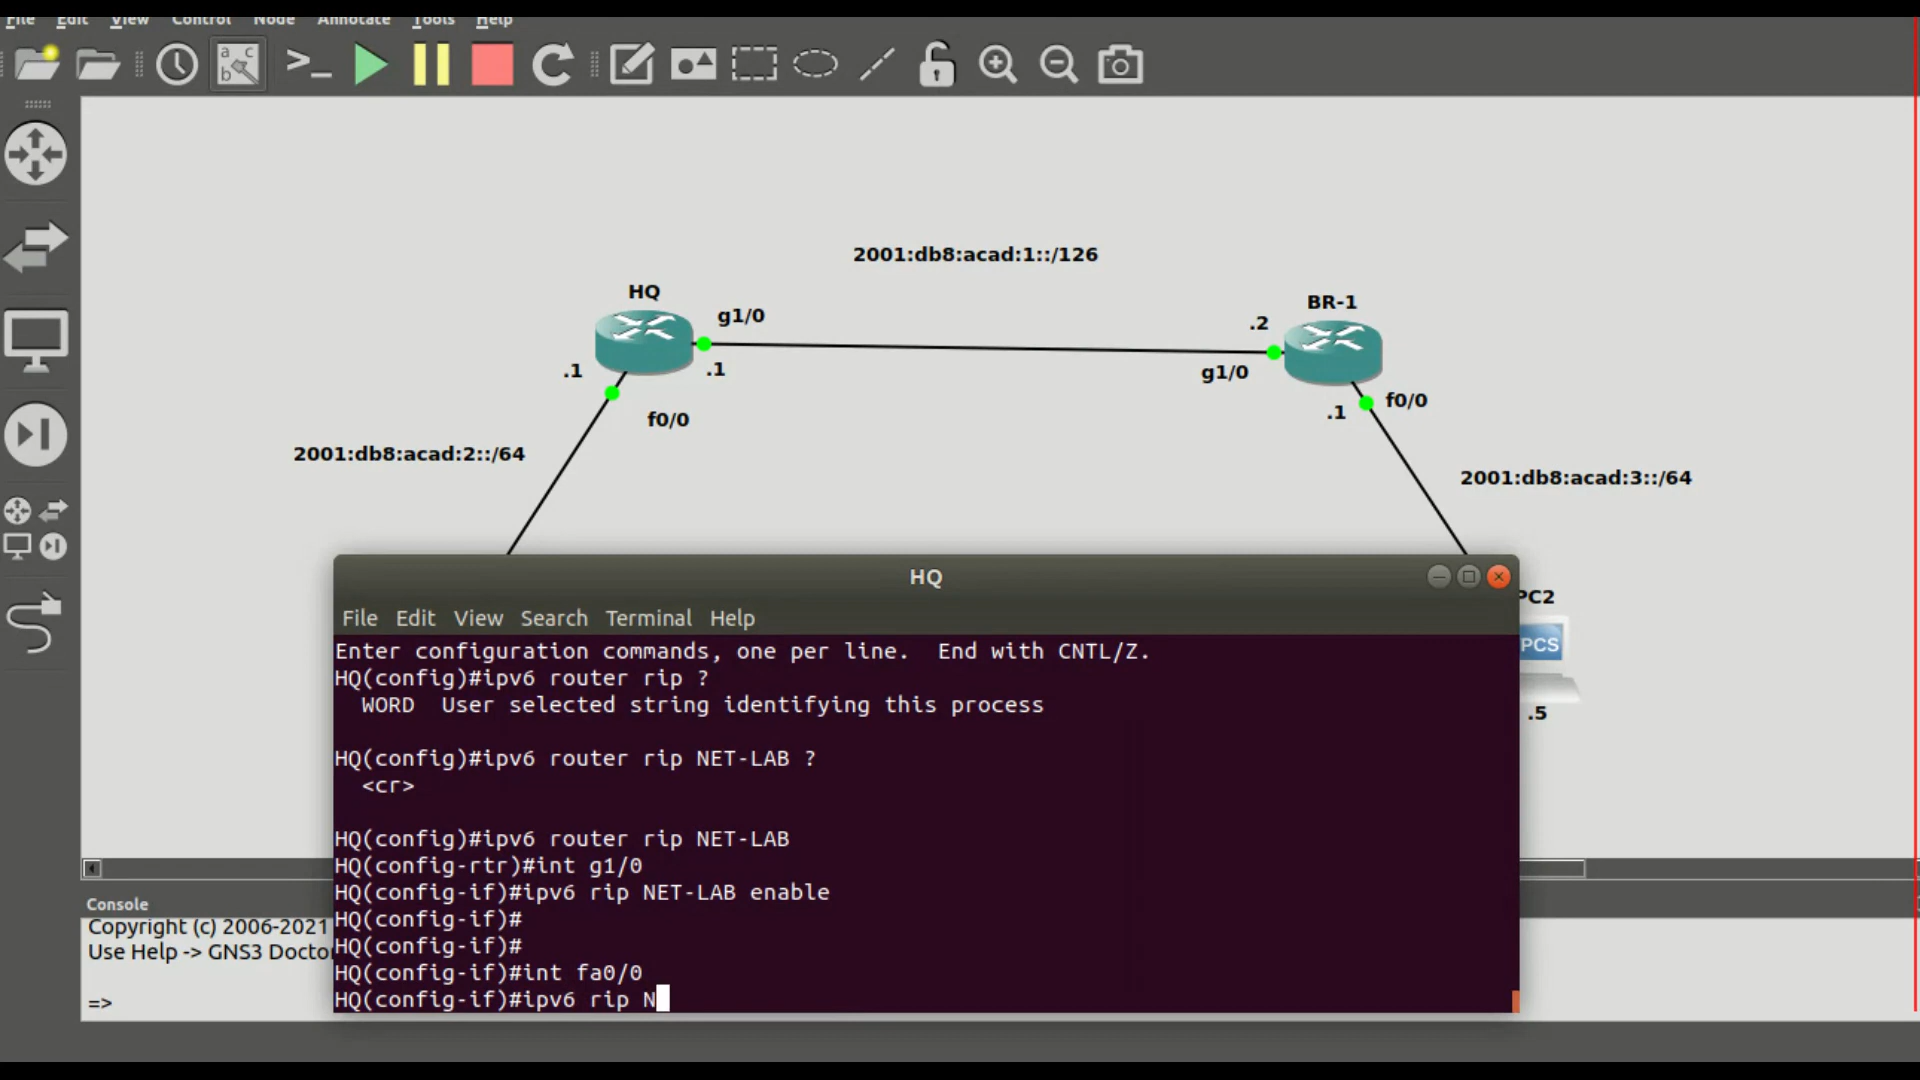 File Edit View Control Node Annotate Tools Help
a c
b
>_
2001:db8:acad:1::/126
HQ
g1/0
BR-1
.2
.1
.1
g1/0
f0/0
.1
f0/0
2001:db8:acad:2::/64
2001:db8:acad:3::/64
HQ
File Edit View Search Terminal Help
PC2
PCS
.5
Enter configuration commands, one per line.  End with CNTL/Z.
HQ(config)#ipv6 router rip ?
  WORD  User selected string identifying this process
HQ(config)#ipv6 router rip NET-LAB ?
  <cr>
HQ(config)#ipv6 router rip NET-LAB
HQ(config-rtr)#int g1/0
HQ(config-if)#ipv6 rip NET-LAB enable
HQ(config-if)#
HQ(config-if)#
HQ(config-if)#int fa0/0
HQ(config-if)#ipv6 rip N
Console
Copyright (c) 2006-2021
Use Help -> GNS3 Docto
=>